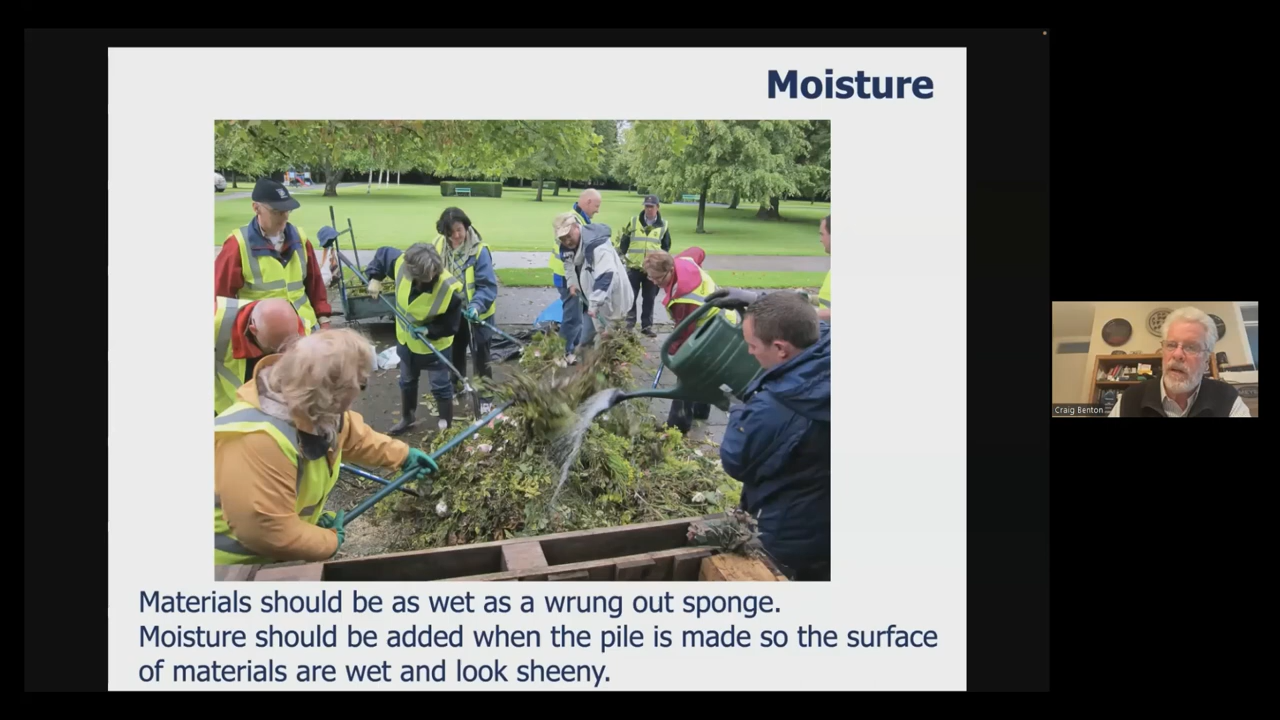 Moisture
Craig Benton
Materials should be as wet as a wrung out sponge.
Moisture should be added when the pile is made so the surface
of materials are wet and look sheeny.